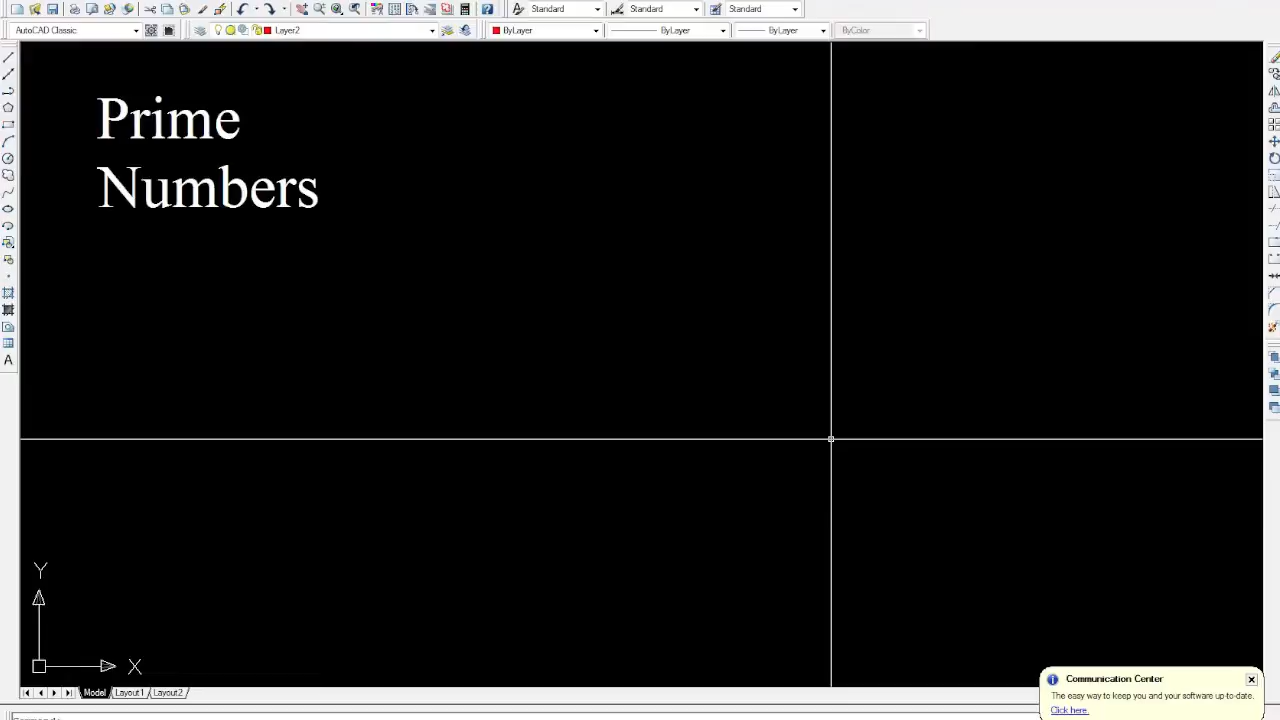 Standard Standard Standard
AutoCAD Classic Layer2 ByLayer ByLayer ByLayer ByColor
Prime
Numbers
A
Y
X
Model Layout1 Layout2
Communication Center
The easy way to keep you and your software up-to-date.
Click here.